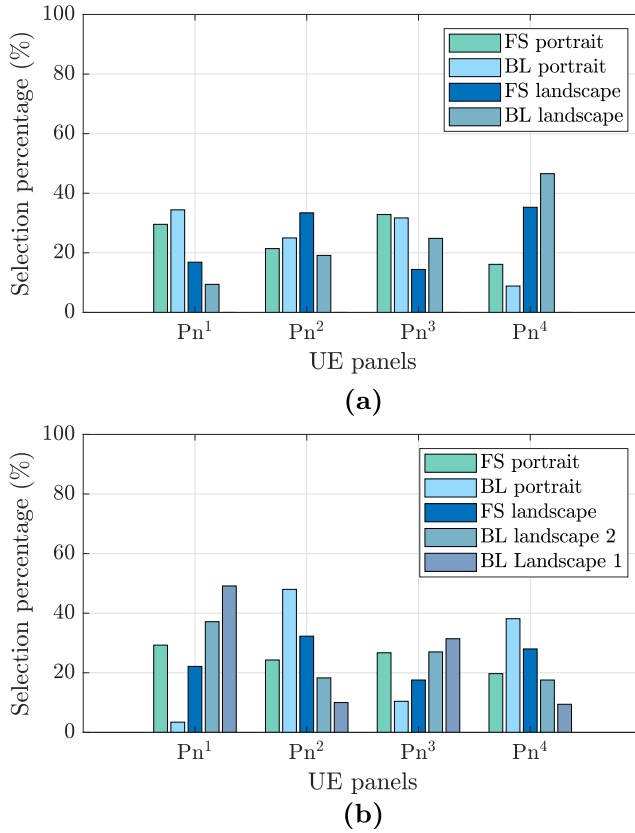 (a)
Selection percentage (%)
100
80
60
40
20
0
FS portrait
BL portrait
FS landscape
BL landscape
Pn¹ Pn² Pn³ Pn⁴
UE panels
(a)
Selection percentage (%)
100
80
60
40
20
0
FS portrait
BL portrait
FS landscape
BL landscape 2
BL Landscape 1
Pn¹ Pn² Pn³ Pn⁴
UE panels
(b)